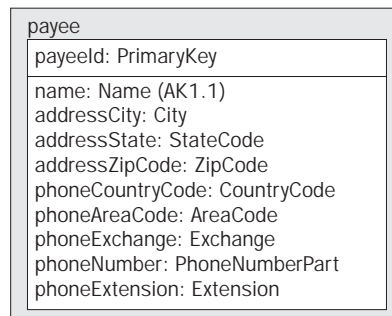 payee
payeeId: PrimaryKey
name: Name (AK1.1)
addressCity: City
addressState: StateCode
addressZipCode: ZipCode
phoneCountryCode: CountryCode
phoneAreaCode: AreaCode
phoneExchange: Exchange
phoneNumber: PhoneNumberPart
phoneExtension: Extension